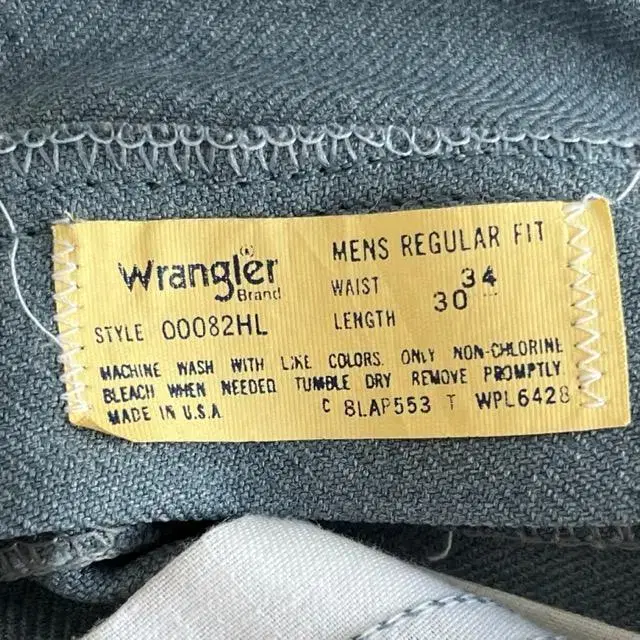 Wrangler®
Brand
MENS REGULAR FIT
WAIST 34
LENGTH 30
STYLE 00082HL
MACHINE WASH WITH LIKE COLORS. ONLY NON-CHLORINE
BLEACH WHEN NEEDED TUMBLE DRY REMOVE PROMPTLY.
MADE IN U.S.A C 8LAP553 T WPL6428